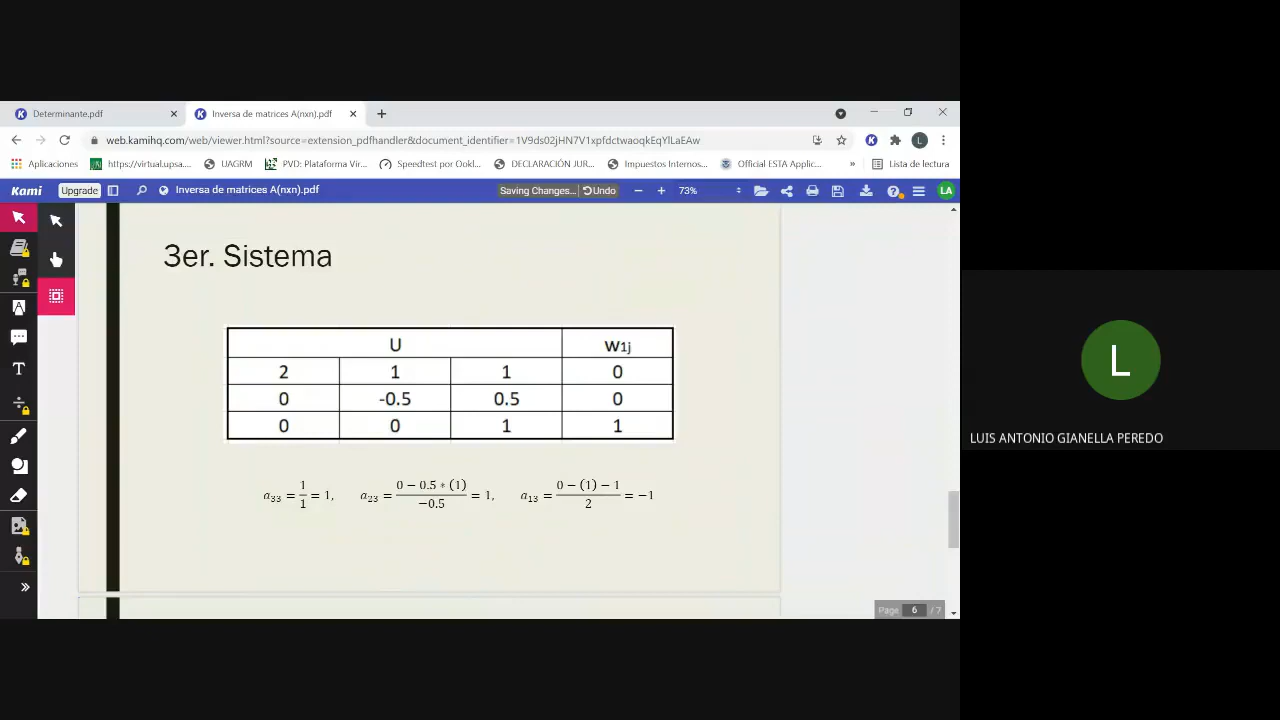 Determinante.pdf
Inversa de matrices A(nxn).pdf
web.kamihq.com/web/viewer.html?source=extension_pdfhandler&document_identifier=1V9ds02jHN7V1xpfdctwaoqkEqYlLaEAw
Aplicaciones https://virtual.upsa.... UAGRM PVD: Plataforma Vir... Speedtest por Ookl... DECLARACIÓN JUR... Impuestos Internos... Official ESTA Applic... » Lista de lectura
Kami Upgrade Inversa de matrices A(nxn).pdf Saving Changes... Undo 73% LA
3er. Sistema
U W1j
2 1 1 0
0 -0.5 0.5 0
0 0 1 1
a33 = 1/1 = 1, a23 = (0 − 0.5 ∗ (1))/−0.5 = 1, a13 = (0 − (1) − 1)/2 = −1
L
LUIS ANTONIO GIANELLA PEREDO
Page 6 / 7